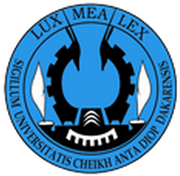 LUX MEA LEX
SIGILLUM UNIVERSITATIS CHEIKH ANTA DIOP DAKARENSIS